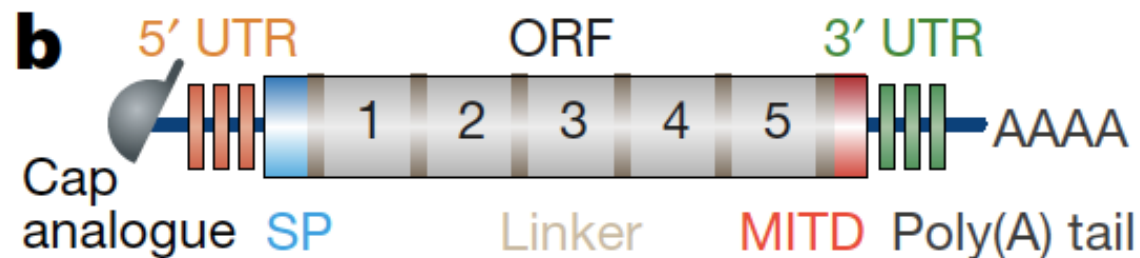 b 5′ UTR ORF 3′ UTR
1 2 3 4 5 AAAA
Cap
analogue SP Linker MITD Poly(A) tail